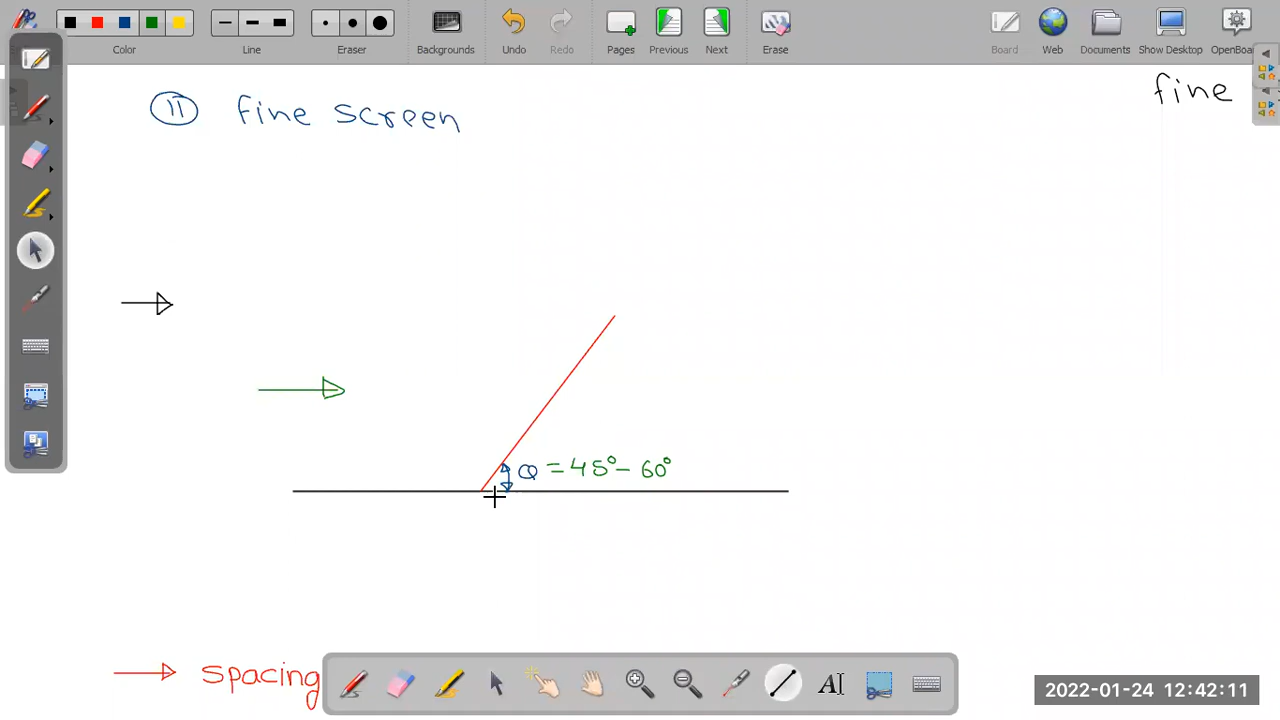 Color
Line
Eraser
Backgrounds
Undo
Redo
Pages
Previous
Next
Erase
Board
Web
Documents
Show Desktop
OpenBoa
II fine screen
fine
= 45° - 60°
spacing
2022-01-24 12:42:11